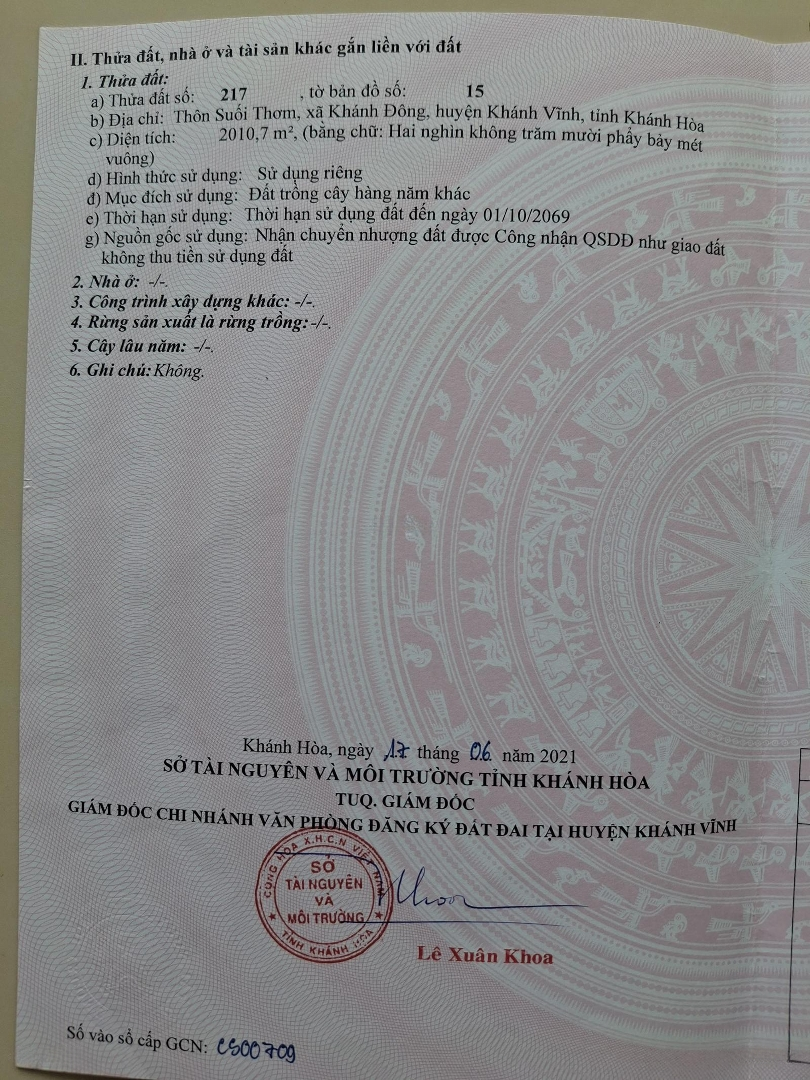 II. Thửa đất, nhà ở và tài sản khác gắn liền với đất
1. Thửa đất:
a) Thửa đất số: 217 , tờ bản đồ số: 15
b) Địa chỉ: Thôn Suối Thơm, xã Khánh Đông, huyện Khánh Vĩnh, tỉnh Khánh Hòa
c) Diện tích: 2010,7 m², (bằng chữ: Hai nghìn không trăm mười phẩy bảy mét
vuông)
d) Hình thức sử dụng: Sử dụng riêng
đ) Mục đích sử dụng: Đất trồng cây hàng năm khác
e) Thời hạn sử dụng: Thời hạn sử dụng đất đến ngày 01/10/2069
g) Nguồn gốc sử dụng: Nhận chuyển nhượng đất được Công nhận QSDĐ như giao đất
không thu tiền sử dụng đất
2. Nhà ở: -/-.
3. Công trình xây dựng khác: -/-.
4. Rừng sản xuất là rừng trồng: -/-.
5. Cây lâu năm: -/-.
6. Ghi chú: Không.
Khánh Hòa, ngày 17 tháng 06 năm 2021
SỞ TÀI NGUYÊN VÀ MÔI TRƯỜNG TỈNH KHÁNH HÒA
TUQ. GIÁM ĐỐC
GIÁM ĐỐC CHI NHÁNH VĂN PHÒNG ĐĂNG KÝ ĐẤT ĐAI TẠI HUYỆN KHÁNH VĨNH
CỘNG HÒA X.H.C.N VIỆT NAM
SỞ
TÀI NGUYÊN
VÀ
MÔI TRƯỜNG
TỈNH KHÁNH HÒA
Khoa
Lê Xuân Khoa
Số vào sổ cấp GCN: CS00709